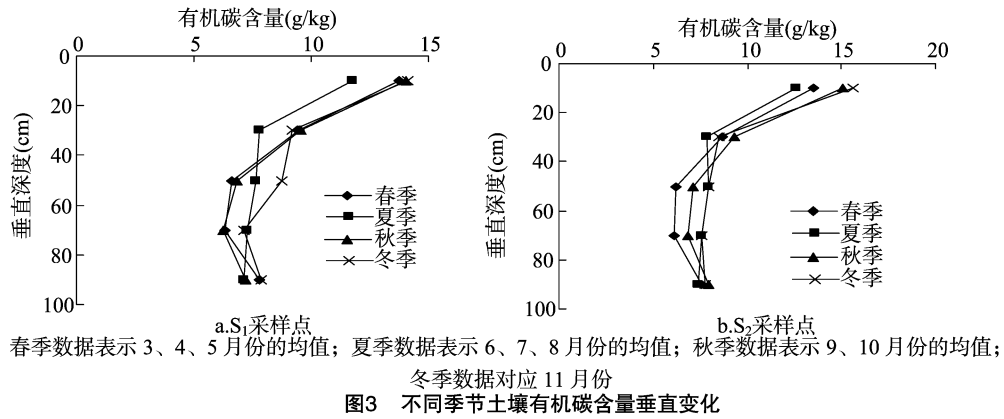 有机碳含量(g/kg)
0 5 10 15
0
20
40
60
80
100
垂直深度(cm)
春季
夏季
秋季
冬季
a.S₁采样点
有机碳含量(g/kg)
0 5 10 15 20
0
20
40
60
80
100
垂直深度(cm)
春季
夏季
秋季
冬季
b.S₂采样点
春季数据表示 3、4、5 月份的均值；夏季数据表示 6、7、8 月份的均值；秋季数据表示 9、10 月份的均值；
冬季数据对应 11 月份
图3 不同季节土壤有机碳含量垂直变化